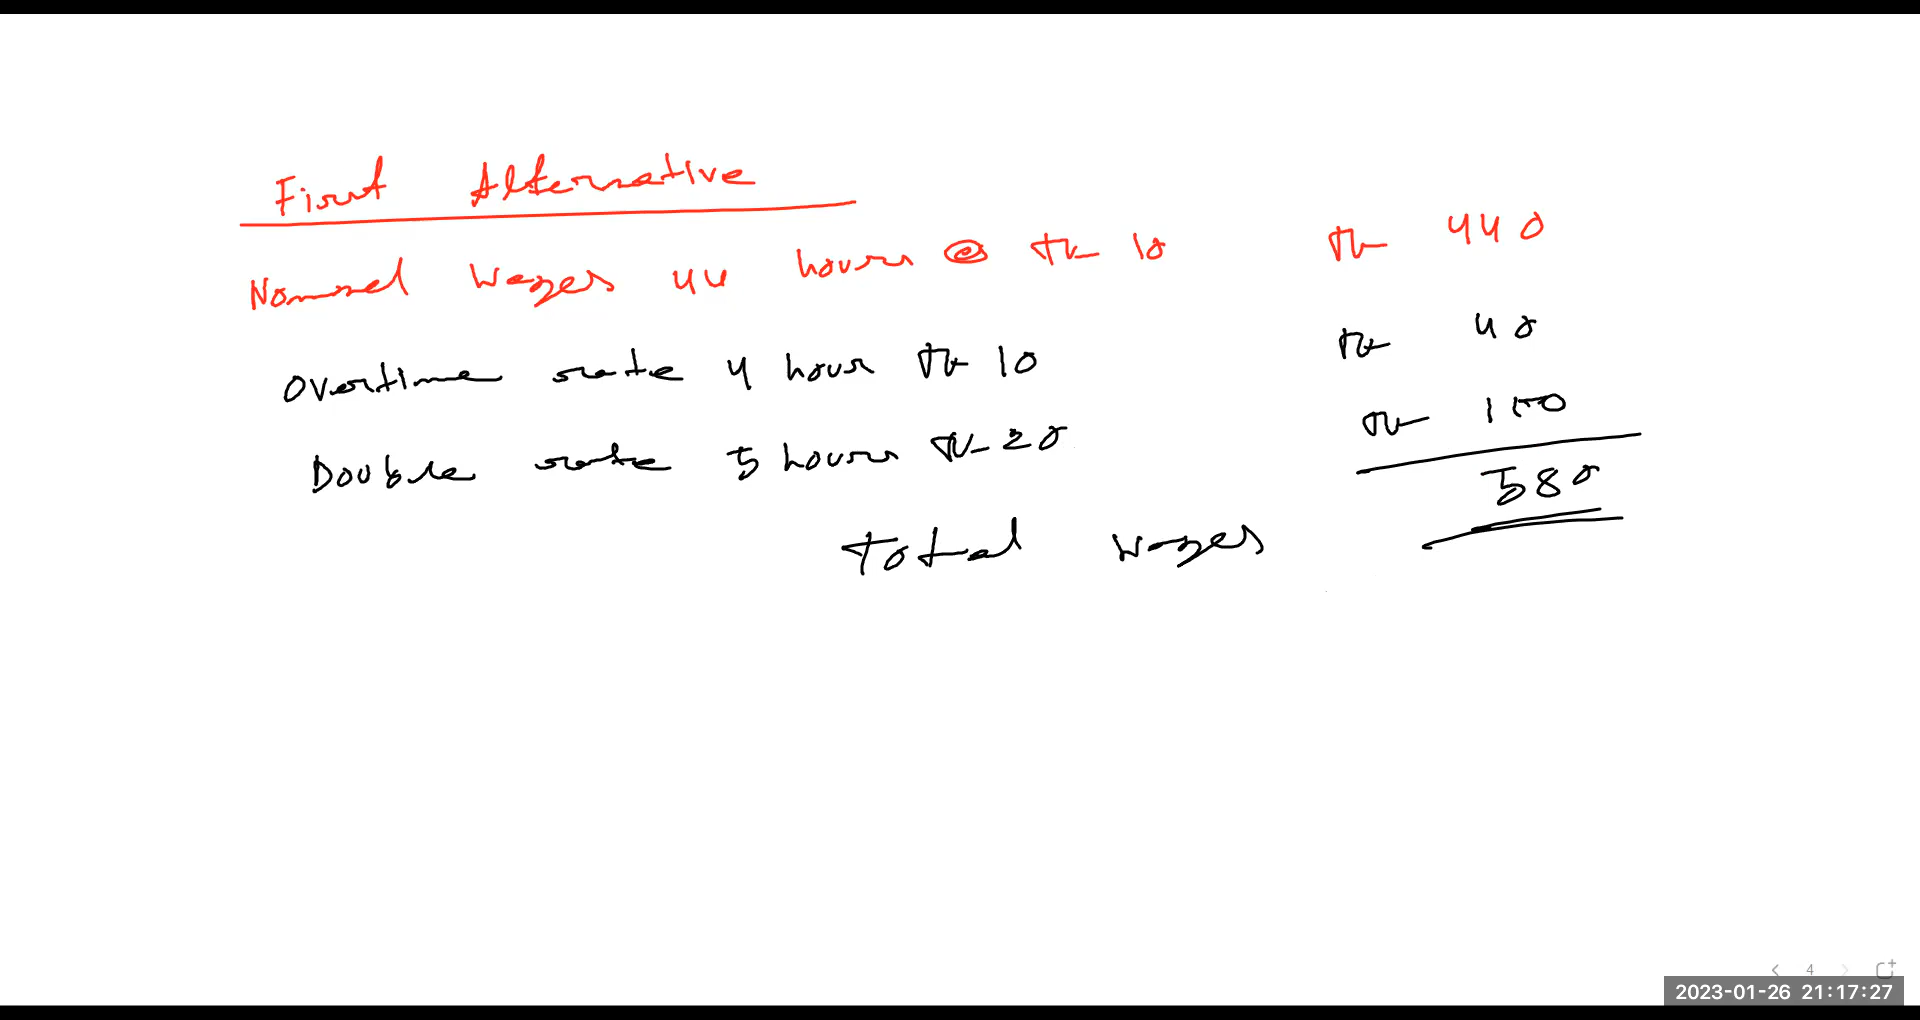 First Alternative
Normal wages 44 hours @ Tk 10 Tk 440
Overtime rate 4 hour Tk 10 Tk 40
Double rate 5 hours Tk 20 Tk 100
580
Total wages
4
2023-01-26 21:17:27